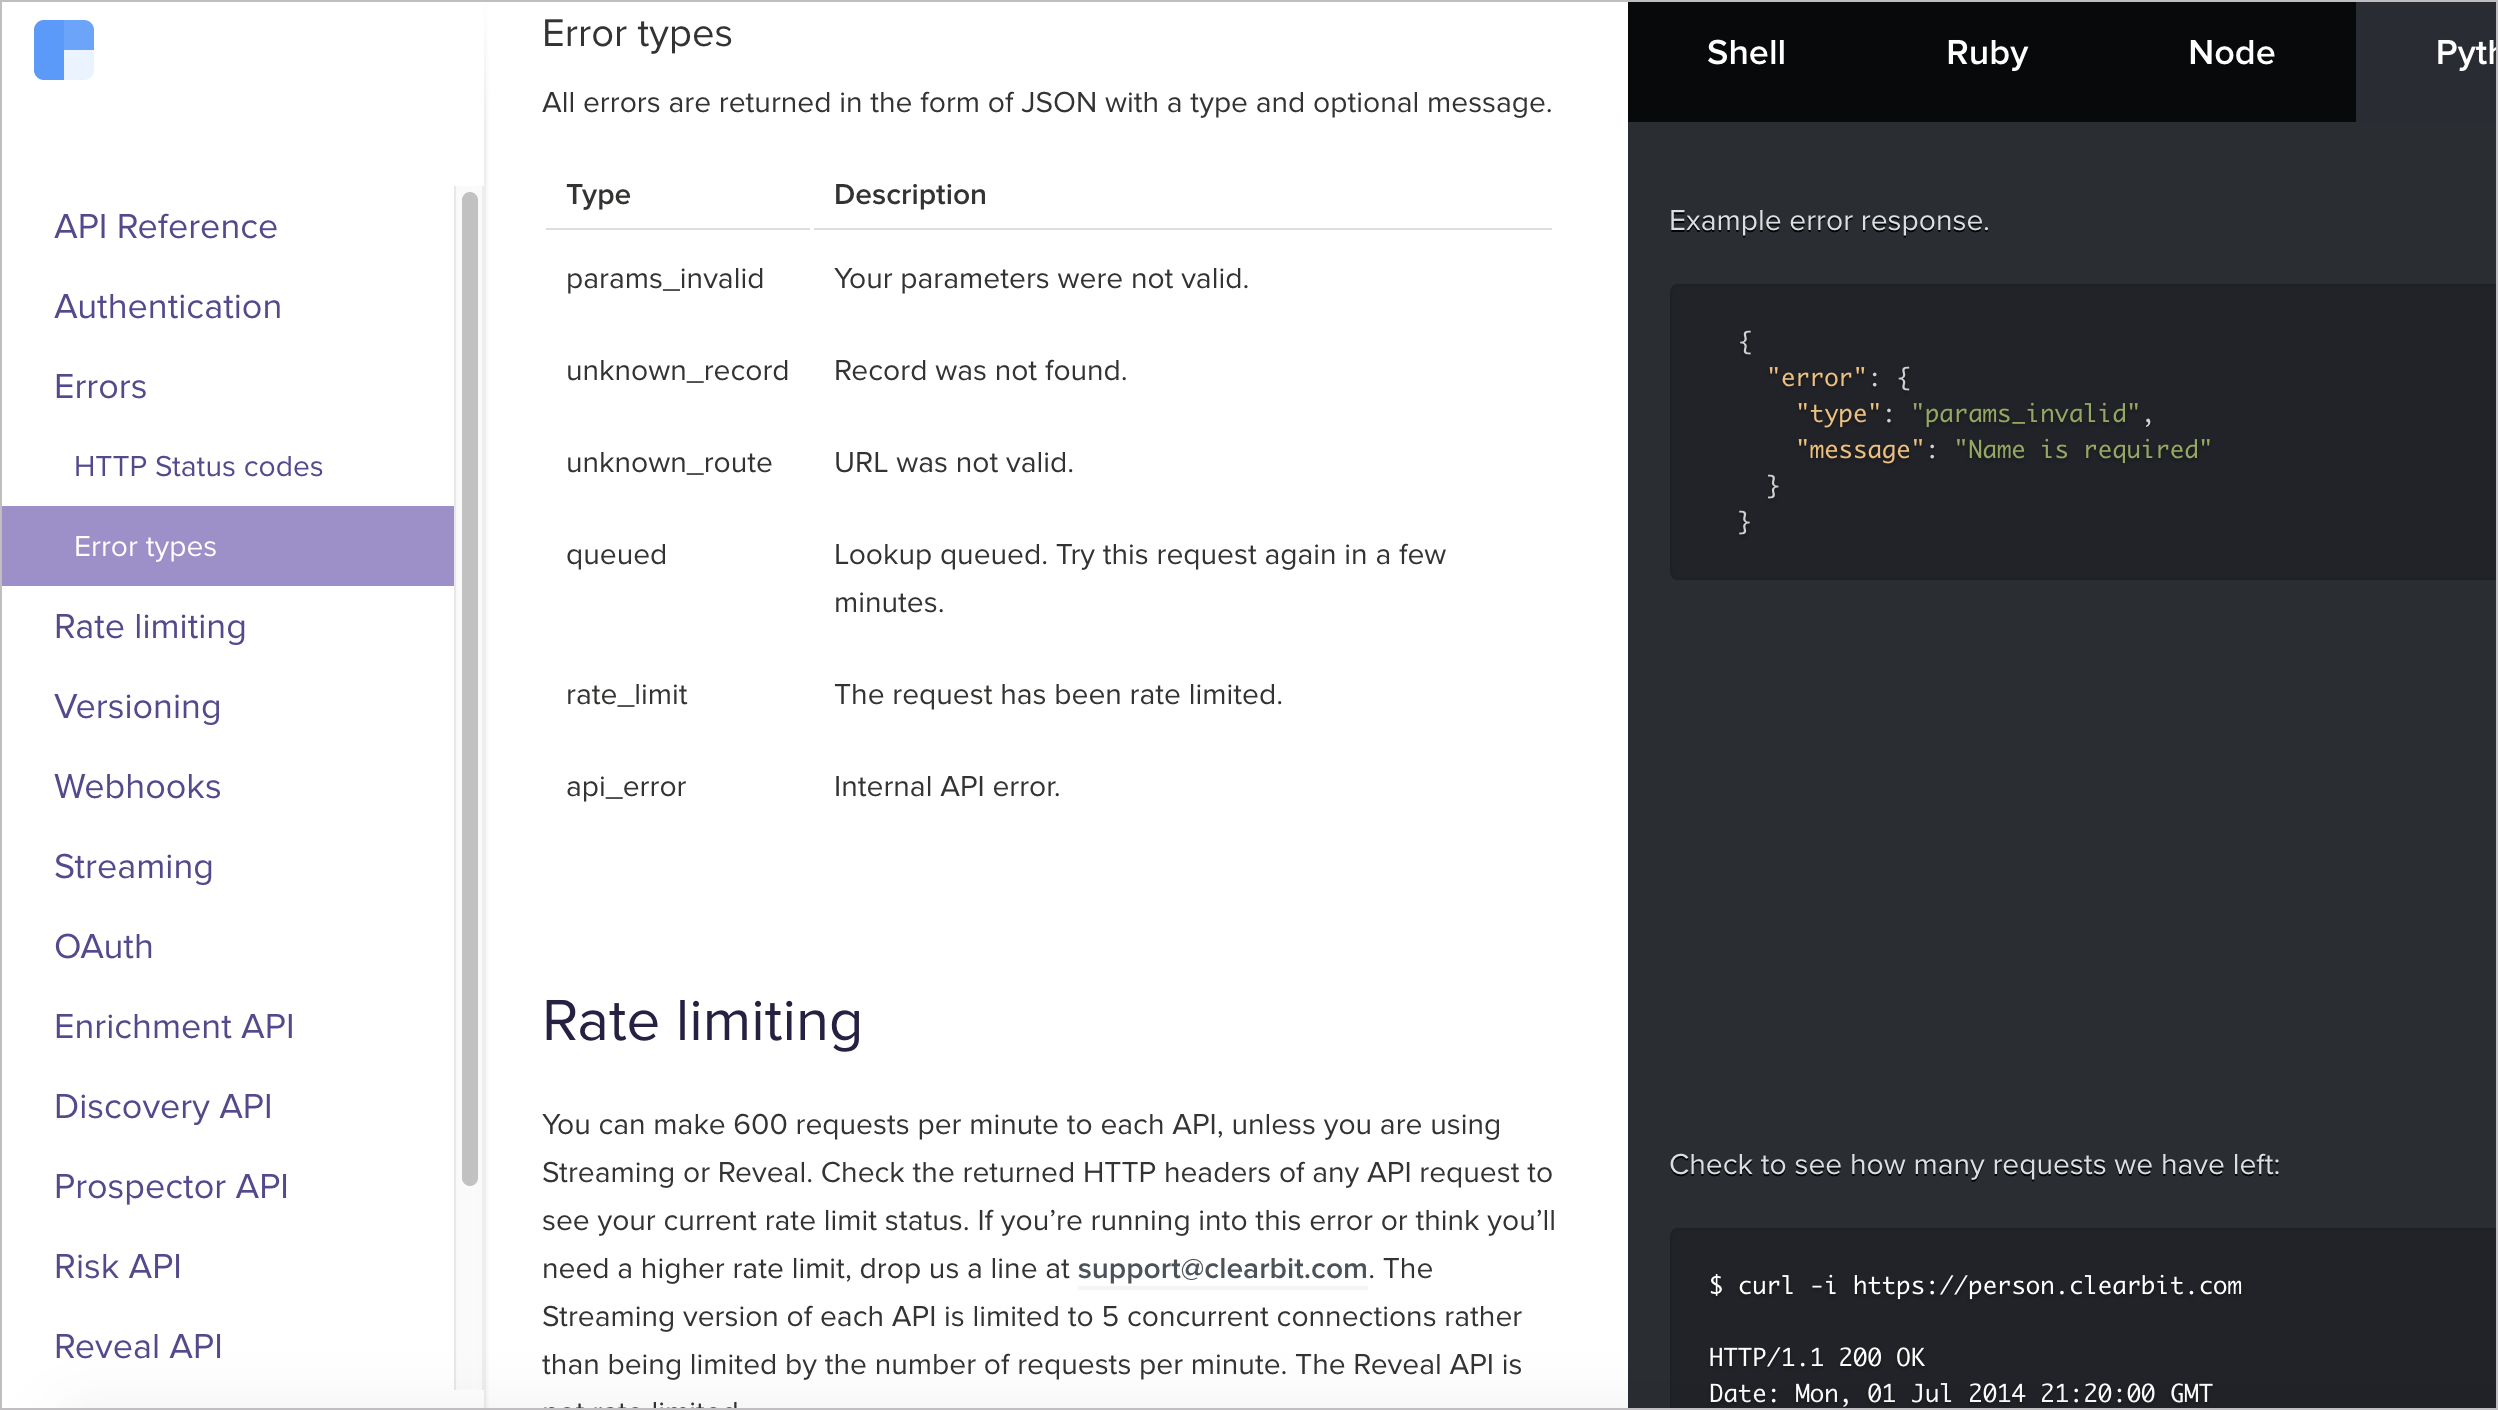 API Reference
Authentication
Errors
HTTP Status codes
Error types
Rate limiting
Versioning
Webhooks
Streaming
OAuth
Enrichment API
Discovery API
Prospector API
Risk API
Reveal API
Error types
All errors are returned in the form of JSON with a type and optional message.
Type Description
params_invalid Your parameters were not valid.
unknown_record Record was not found.
unknown_route URL was not valid.
queued Lookup queued. Try this request again in a few
minutes.
rate_limit The request has been rate limited.
api_error Internal API error.
Rate limiting
You can make 600 requests per minute to each API, unless you are using
Streaming or Reveal. Check the returned HTTP headers of any API request to
see your current rate limit status. If you’re running into this error or think you’ll
need a higher rate limit, drop us a line at support@clearbit.com. The
Streaming version of each API is limited to 5 concurrent connections rather
than being limited by the number of requests per minute. The Reveal API is
not rate limited
Shell Ruby Node Pyth
Example error response.
{
"error": {
"type": "params_invalid",
"message": "Name is required"
}
}
Check to see how many requests we have left:
$ curl -i https://person.clearbit.com
HTTP/1.1 200 OK
Date: Mon, 01 Jul 2014 21:20:00 GMT